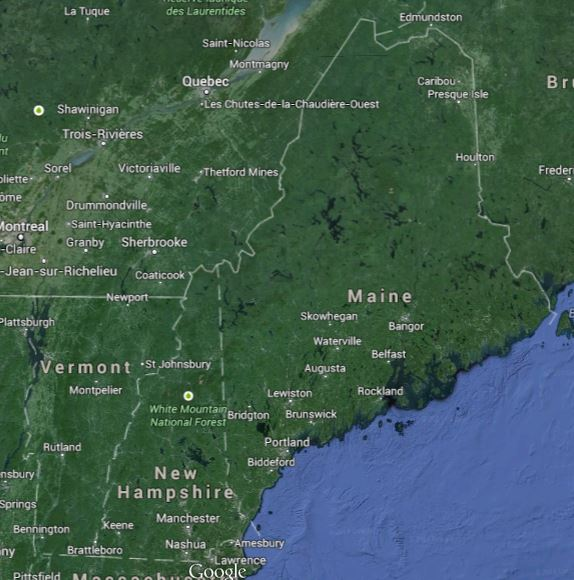 La Tuque
des Laurentides
Edmundston
Saint-Nicolas
Montmagny
Quebec
Caribou
Presque Isle
Les Chutes-de-la-Chaudière-Ouest
Shawinigan
Trois-Rivières
Houlton
Sorel
Victoriaville
Thetford Mines
Drummondville
Saint-Hyacinthe
Montreal
-Claire
Granby
Sherbrooke
-Jean-sur-Richelieu
Coaticook
Newport
Maine
Skowhegan
Bangor
Plattsburgh
Waterville
Belfast
Vermont
St Johnsbury
Augusta
Montpelier
Rockland
Lewiston
White Mountain
National Forest
Bridgton
Brunswick
Portland
Rutland
Biddeford
New
Hampshire
Springs
Manchester
Keene
Bennington
Nashua
Amesbury
Brattleboro
Lawrence
Google
Pittsfield